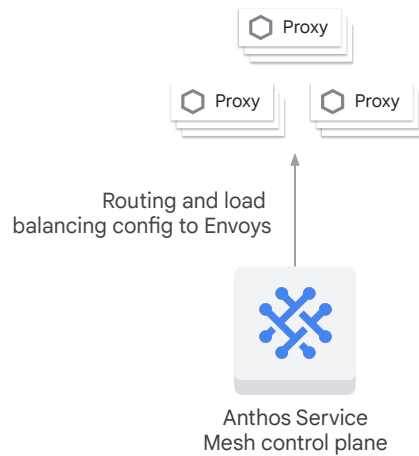 Proxy
Proxy
Proxy
Routing and load
balancing config to Envoys
Anthos Service
Mesh control plane